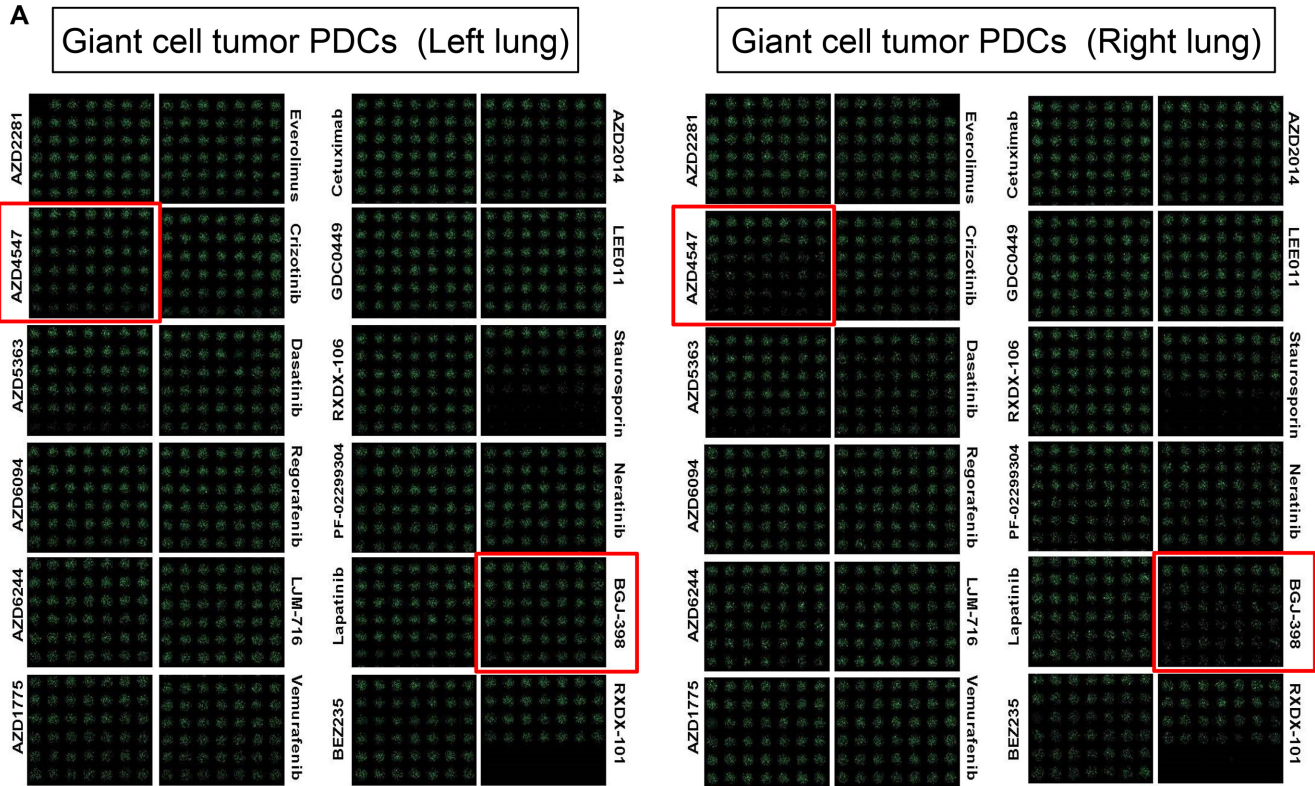 A
Giant cell tumor PDCs (Left lung)
Giant cell tumor PDCs (Right lung)
AZD2281
Everolimus
Cetuximab
AZD2014
AZD4547
Crizotinib
GDC0449
LEE011
AZD5363
Dasatinib
RXDX-106
Staurosporin
AZD6094
Regorafenib
PF-02299304
Neratinib
AZD6244
LJM-716
Lapatinib
BGJ-398
AZD1775
Vemurafenib
BEZ235
RXDX-101
AZD2281
Everolimus
Cetuximab
AZD2014
AZD4547
Crizotinib
GDC0449
LEE011
AZD5363
Dasatinib
RXDX-106
Staurosporin
AZD6094
Regorafenib
PF-02299304
Neratinib
AZD6244
LJM-716
Lapatinib
BGJ-398
AZD1775
Vemurafenib
BEZ235
RXDX-101